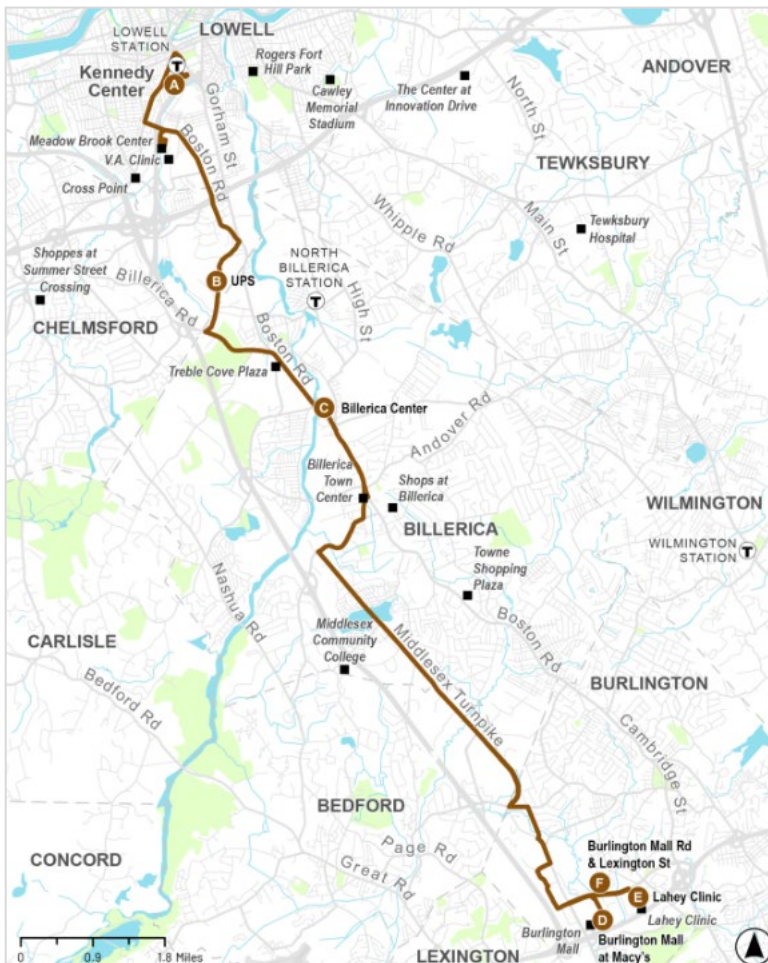 LOWELL
LOWELL
STATION
T
Kennedy
Center
A
Rogers Fort
Hill Park
Cawley
Memorial
Stadium
The Center at
Innovation Drive
North St
ANDOVER
Gorham St
Meadow Brook Center
V.A. Clinic
Boston Rd
Cross Point
TEWKSBURY
Whipple Rd
Main St
Tewksbury
Hospital
Shoppes at
Summer Street
Crossing
Billerica Rd
B
UPS
NORTH
BILLERICA
STATION
T
High St
CHELMSFORD
Boston Rd
Treble Cove Plaza
C
Billerica Center
Andover Rd
Billerica
Town
Center
Shops at
Billerica
BILLERICA
WILMINGTON
WILMINGTON
STATION
T
Towne
Shopping
Plaza
Nashua Rd
Middlesex
Community
College
Middlesex Turnpike
Boston Rd
CARLISLE
Bedford Rd
BURLINGTON
Cambridge St
BEDFORD
Page Rd
Great Rd
CONCORD
Burlington Mall Rd
& Lexington St
F
E
Lahey Clinic
Lahey Clinic
D
Burlington
Mall
Burlington Mall
at Macy's
LEXINGTON
0 0.9 1.8 Miles